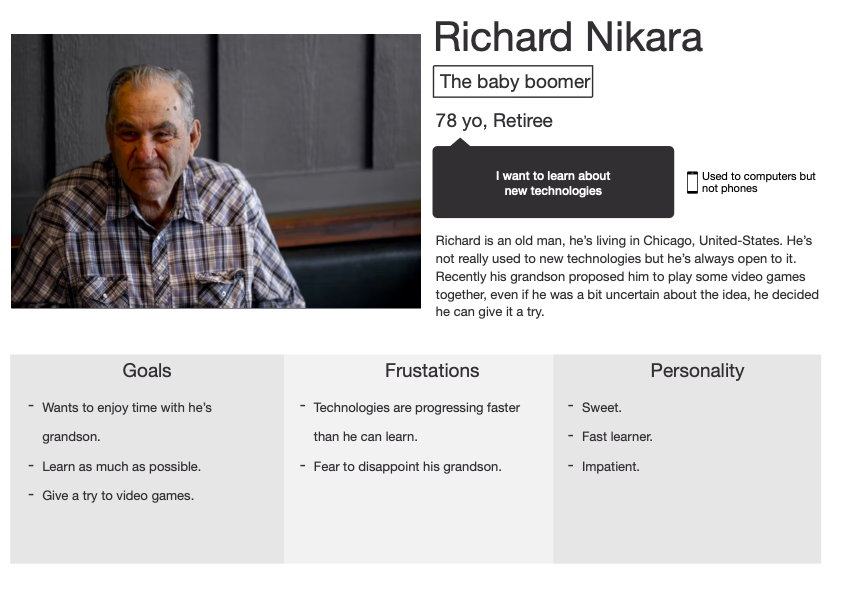 Richard Nikara
The baby boomer
78 yo, Retiree
I want to learn about
new technologies
Used to computers but
not phones
Richard is an old man, he’s living in Chicago, United-States. He’s
not really used to new technologies but he’s always open to it.
Recently his grandson proposed him to play some video games
together, even if he was a bit uncertain about the idea, he decided
he can give it a try.
Goals
- Wants to enjoy time with he’s
grandson.
- Learn as much as possible.
- Give a try to video games.
Frustations
- Technologies are progressing faster
than he can learn.
- Fear to disappoint his grandson.
Personality
- Sweet.
- Fast learner.
- Impatient.